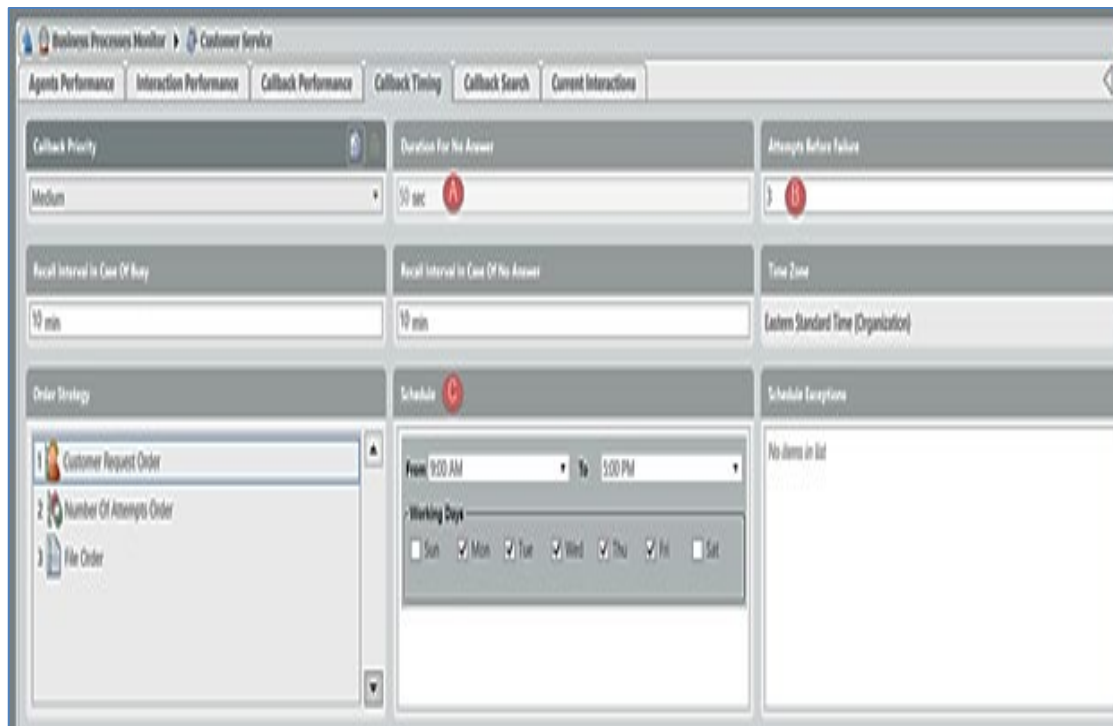 Business Processes Monitor Customer Service
Agents Performance Interaction Performance Callback Performance Callback Timing Callback Search Current Interactions
Callback Priority Duration For No Answer Attempts Before Failure
Medium 50 sec A 3 B
Recall Interval In Case Of Busy Recall Interval In Case Of No Answer Time Zone
10 min 10 min Eastern Standard Time (Organization)
Order Strategy Schedule C Schedule Exceptions
1 Customer Request Order
2 Number Of Attempts Order
3 File Order
From 9:00 AM To 5:00 PM
Working Days
Sun Mon Tue Wed Thu Fri Sat
No items in list